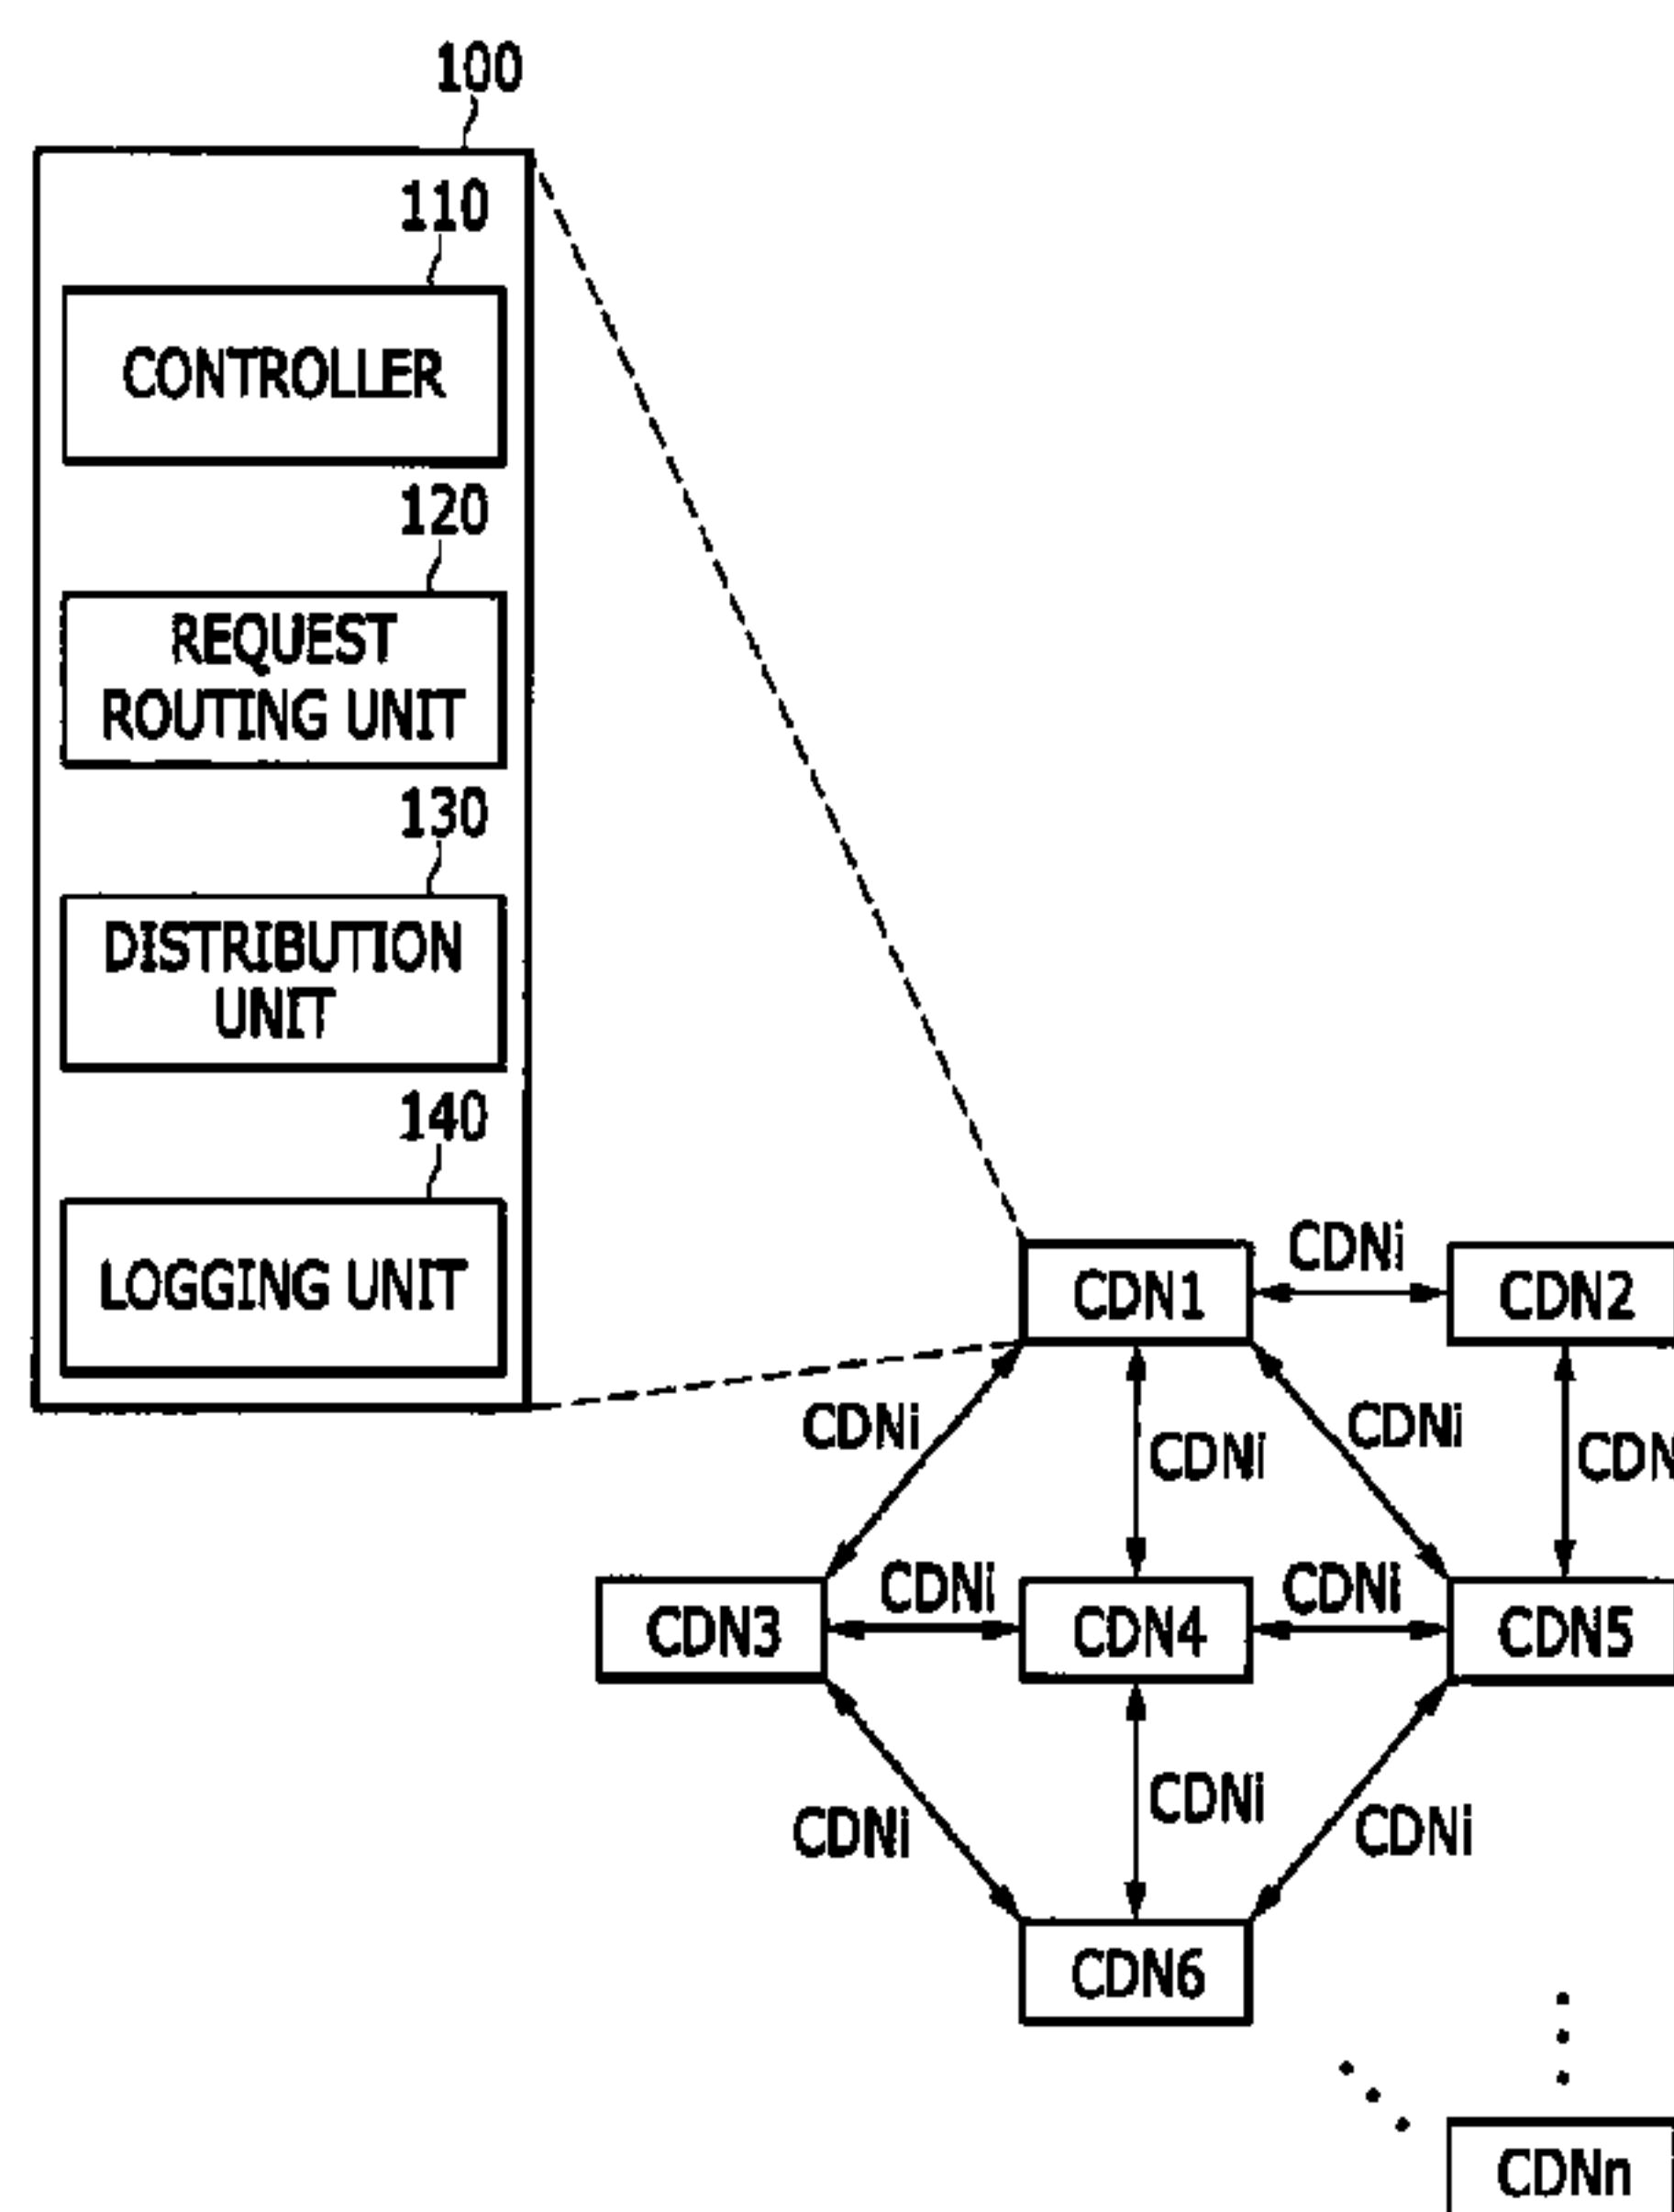 100
110
CONTROLLER
120
REQUEST
ROUTING UNIT
130
DISTRIBUTION
UNIT
140
LOGGING UNIT
CDNi
CDN1
CDN2
CDNi
CDNi
CDNi
CDN
CDNi
CDNi
CDN3
CDN4
CDN5
CDNi
CDNi
CDNi
CDN6
CDNn